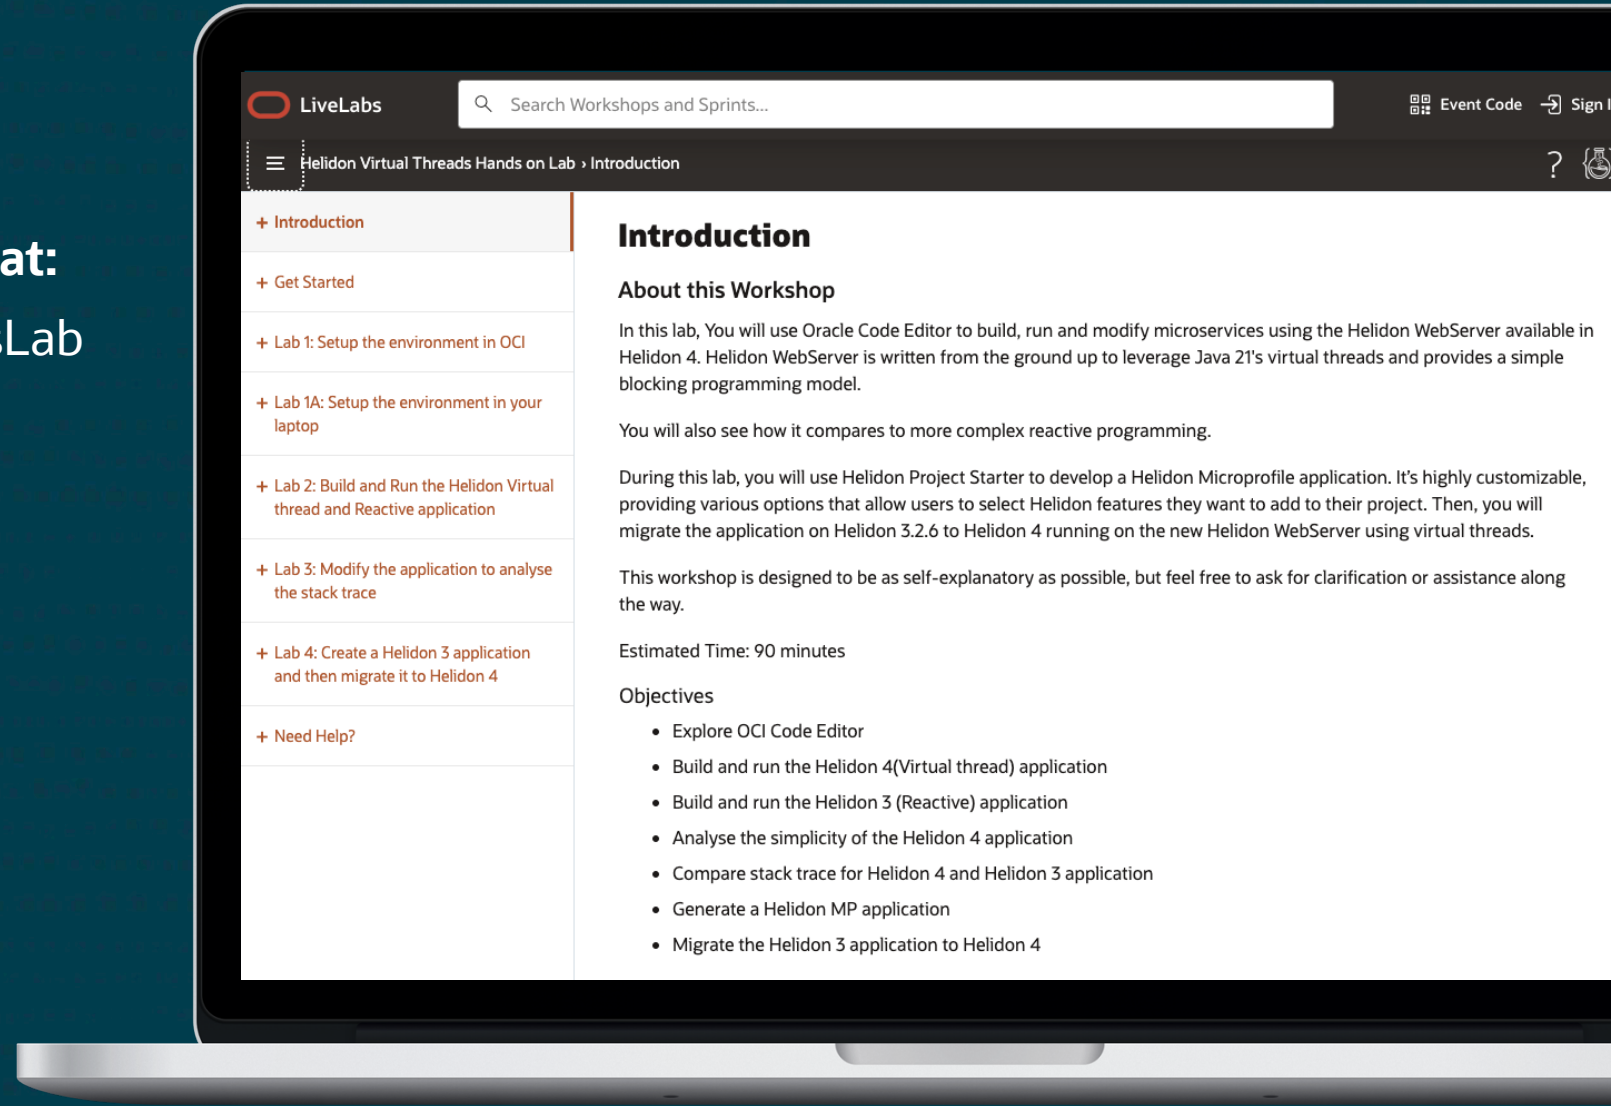 at:
sLab
LiveLabs
Search Workshops and Sprints...
Event Code
Sign I
Helidon Virtual Threads Hands on Lab › Introduction
?
+ Introduction
+ Get Started
+ Lab 1: Setup the environment in OCI
+ Lab 1A: Setup the environment in your
laptop
+ Lab 2: Build and Run the Helidon Virtual
thread and Reactive application
+ Lab 3: Modify the application to analyse
the stack trace
+ Lab 4: Create a Helidon 3 application
and then migrate it to Helidon 4
+ Need Help?
Introduction
About this Workshop
In this lab, You will use Oracle Code Editor to build, run and modify microservices using the Helidon WebServer available in
Helidon 4. Helidon WebServer is written from the ground up to leverage Java 21's virtual threads and provides a simple
blocking programming model.
You will also see how it compares to more complex reactive programming.
During this lab, you will use Helidon Project Starter to develop a Helidon Microprofile application. It's highly customizable,
providing various options that allow users to select Helidon features they want to add to their project. Then, you will
migrate the application on Helidon 3.2.6 to Helidon 4 running on the new Helidon WebServer using virtual threads.
This workshop is designed to be as self-explanatory as possible, but feel free to ask for clarification or assistance along
the way.
Estimated Time: 90 minutes
Objectives
• Explore OCI Code Editor
• Build and run the Helidon 4(Virtual thread) application
• Build and run the Helidon 3 (Reactive) application
• Analyse the simplicity of the Helidon 4 application
• Compare stack trace for Helidon 4 and Helidon 3 application
• Generate a Helidon MP application
• Migrate the Helidon 3 application to Helidon 4